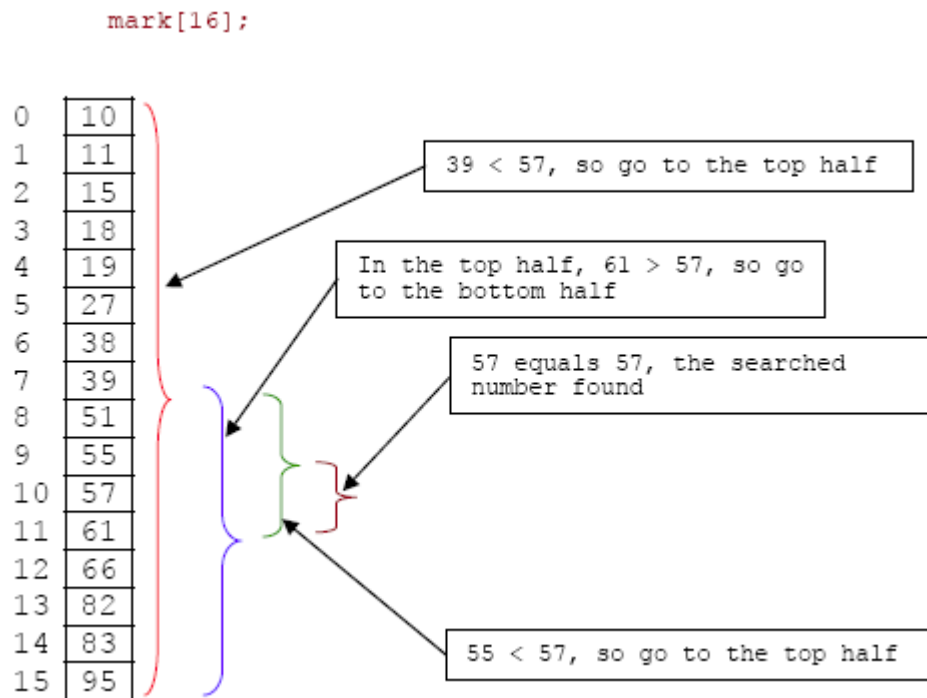 mark[16];
0 10
1 11
2 15
3 18
4 19
5 27
6 38
7 39
8 51
9 55
10 57
11 61
12 66
13 82
14 83
15 95
39 < 57, so go to the top half
In the top half, 61 > 57, so go
to the bottom half
57 equals 57, the searched
number found
55 < 57, so go to the top half